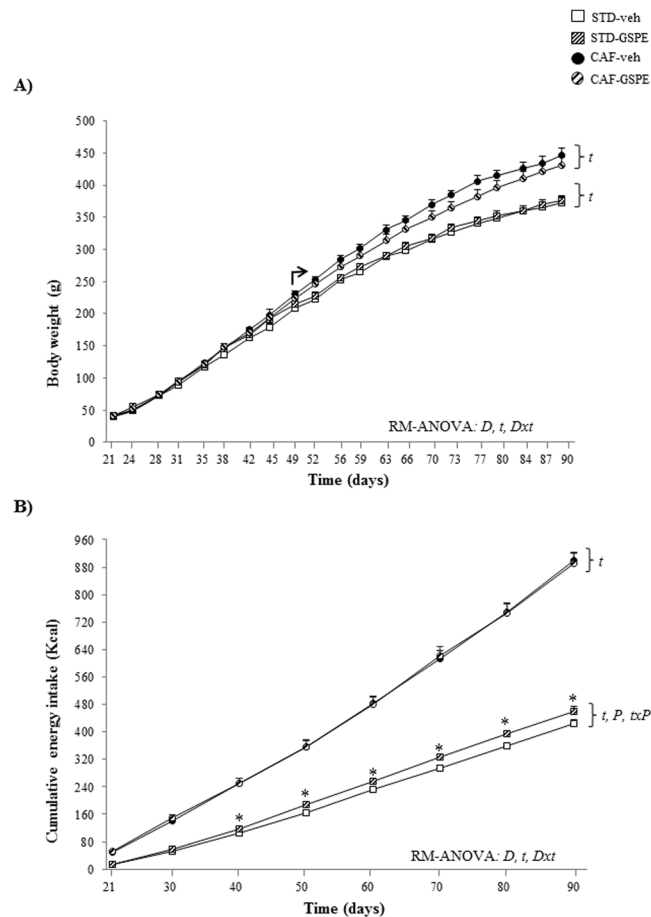 STD-veh
STD-GSPE
CAF-veh
CAF-GSPE
A)
500
450
400
350
300
250
200
150
100
50
0
Body weight (g)
t
t
RM-ANOVA: D, t, Dxt
21 24 28 31 35 38 42 45 49 52 56 59 63 66 70 73 77 80 84 87 90
Time (days)
B)
960
880
800
720
640
560
480
400
320
240
160
80
0
Cumulative energy intake (Kcal)
t
* * * * * *
t, P, txP
RM-ANOVA: D, t, Dxt
21 30 40 50 60 70 80 90
Time (days)